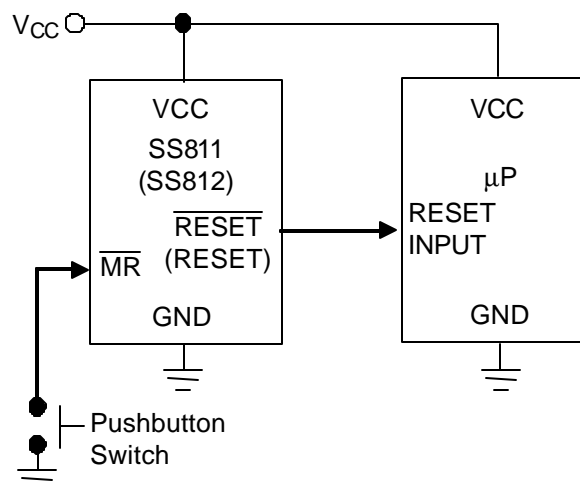 VCC
VCC
SS811
(SS812)
RESET
(RESET)
MR
GND
VCC
μP
RESET
INPUT
GND
Pushbutton
Switch